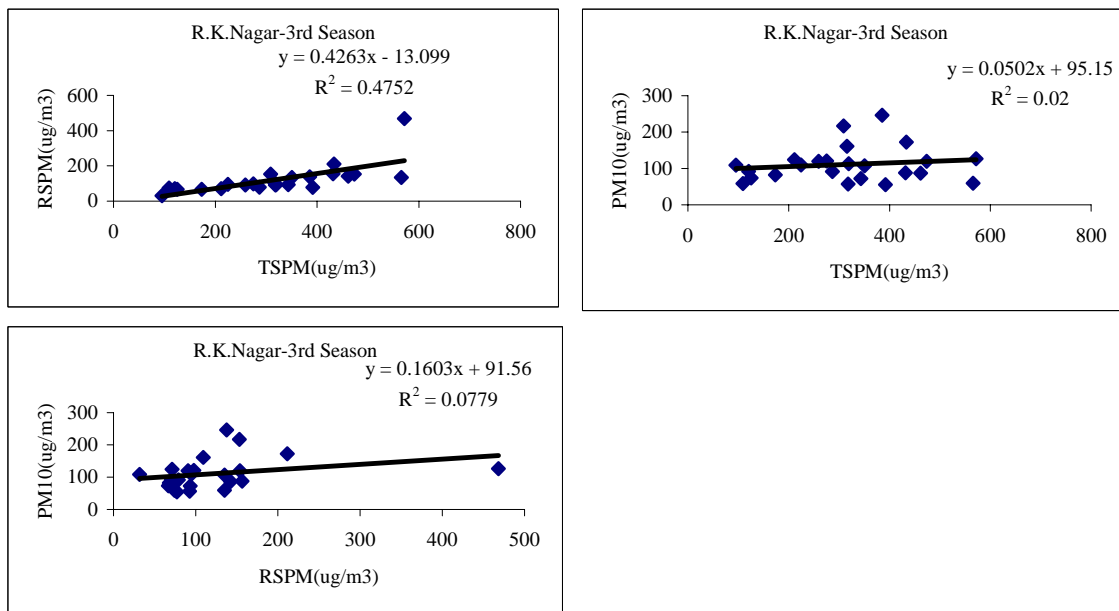 R.K.Nagar-3rd Season
y = 0.4263x - 13.099
R² = 0.4752
600
400
200
0
0 200 400 600 800
TSPM(ug/m3)
RSPM(ug/m3)
R.K.Nagar-3rd Season
y = 0.0502x + 95.15
R² = 0.02
300
200
100
0
0 200 400 600 800
TSPM(ug/m3)
PM10(ug/m3)
R.K.Nagar-3rd Season
y = 0.1603x + 91.56
R² = 0.0779
300
200
100
0
0 100 200 300 400 500
RSPM(ug/m3)
PM10(ug/m3)